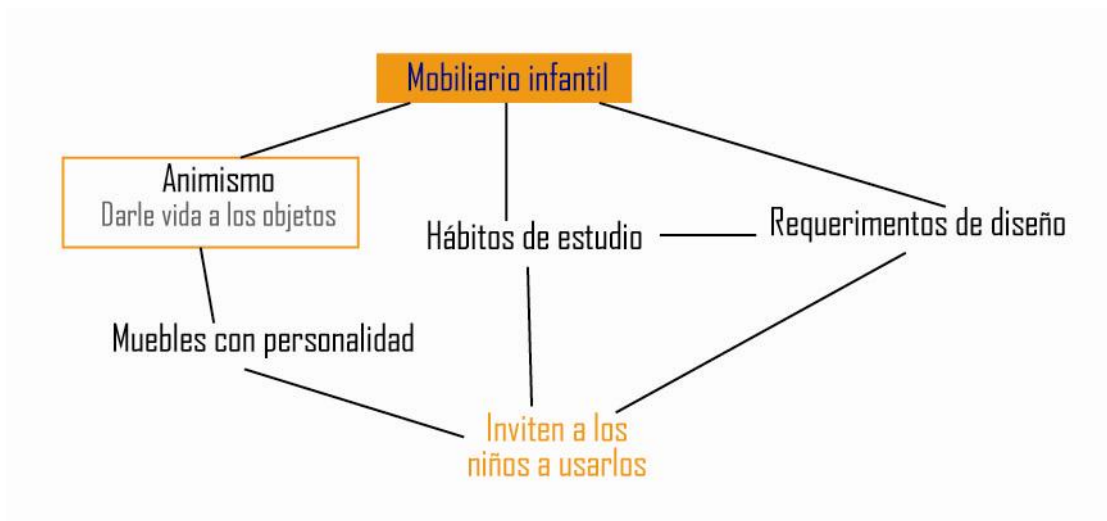 Mobiliario infantil
Animismo
Darle vida a los objetos
Hábitos de estudio
Requerimentos de diseño
Muebles con personalidad
Inviten a los
niños a usarlos